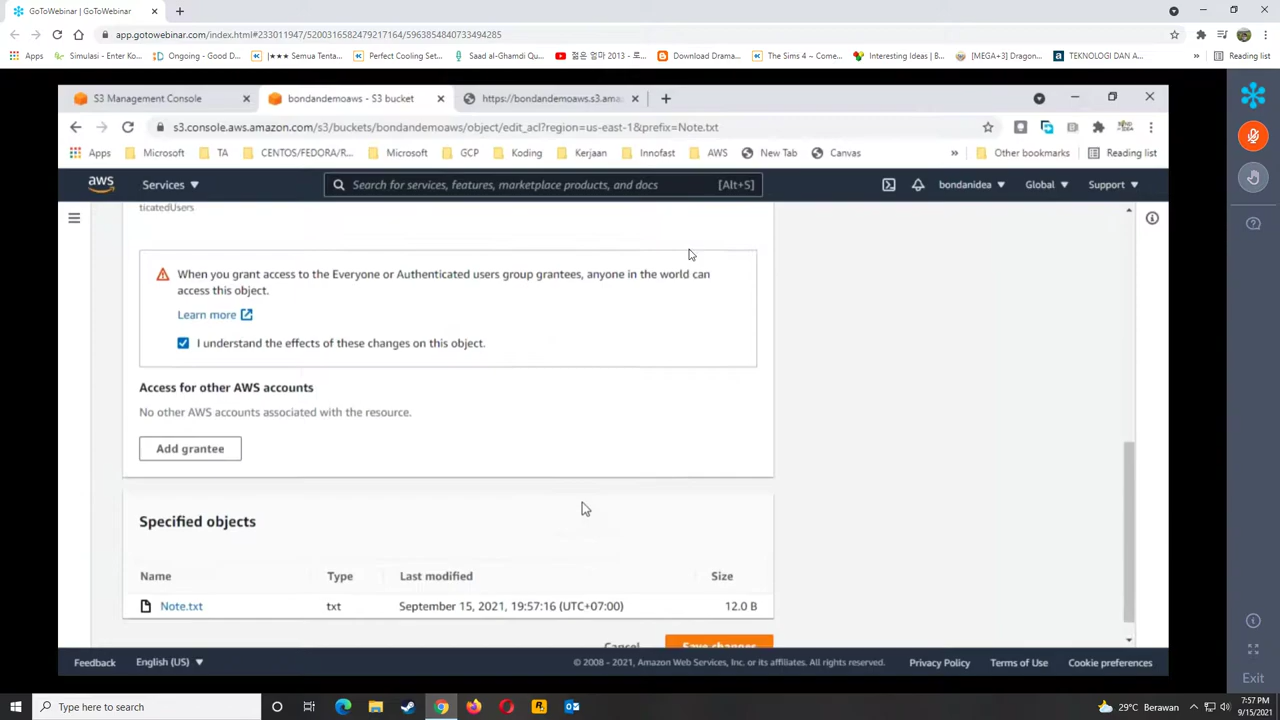 GoToWebinar | GoToWebinar
app.gotowebinar.com/index.html#233011947/5200316582479217164/5963854840733494285
Apps
Simulasi - Enter Ko...
Ongoing - Good D...
|★★★ Semua Tenta...
Perfect Cooling Set...
Saad al-Ghamdi Qu...
Download Drama...
The Sims 4 – Come...
Interesting Ideas | B...
[MEGA+3] Dragon...
TEKNOLOGI DAN A...
»
Reading list
S3 Management Console
bondandemoaws - S3 bucket
https://bondandemoaws.s3.ama
s3.console.aws.amazon.com/s3/buckets/bondandemoaws/object/edit_acl?region=us-east-1&prefix=Note.txt
Apps
Microsoft
TA
CENTOS/FEDORA/R...
Microsoft
GCP
Koding
Kerjaan
Innofast
AWS
New Tab
Canvas
»
Other bookmarks
Reading list
aws
Services ▼
Search for services, features, marketplace products, and docs
[Alt+S]
bondanidea ▼
Global ▼
Support ▼
ticatedUsers
When you grant access to the Everyone or Authenticated users group grantees, anyone in the world can
access this object.
Learn more
I understand the effects of these changes on this object.
Access for other AWS accounts
No other AWS accounts associated with the resource.
Add grantee
Specified objects
Name Type Last modified Size
Note.txt txt September 15, 2021, 19:57:16 (UTC+07:00) 12.0 B
Cancel
Save changes
Feedback
English (US) ▼
© 2008 - 2021, Amazon Web Services, Inc. or its affiliates. All rights reserved.
Privacy Policy
Terms of Use
Cookie preferences
Exit
Type here to search
29°C Berawan
7:57 PM
9/15/2021